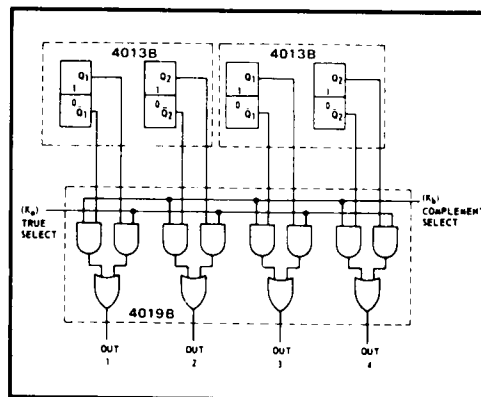 4013B 4013B
Q1 Q2 Q1 Q2
1 1 1 1
0 0 0 0
Q̅1 Q̅2 Q̅1 Q̅2
(Ka) (Kb)
TRUE COMPLEMENT
SELECT SELECT
4019B
OUT OUT OUT OUT
1 2 3 4